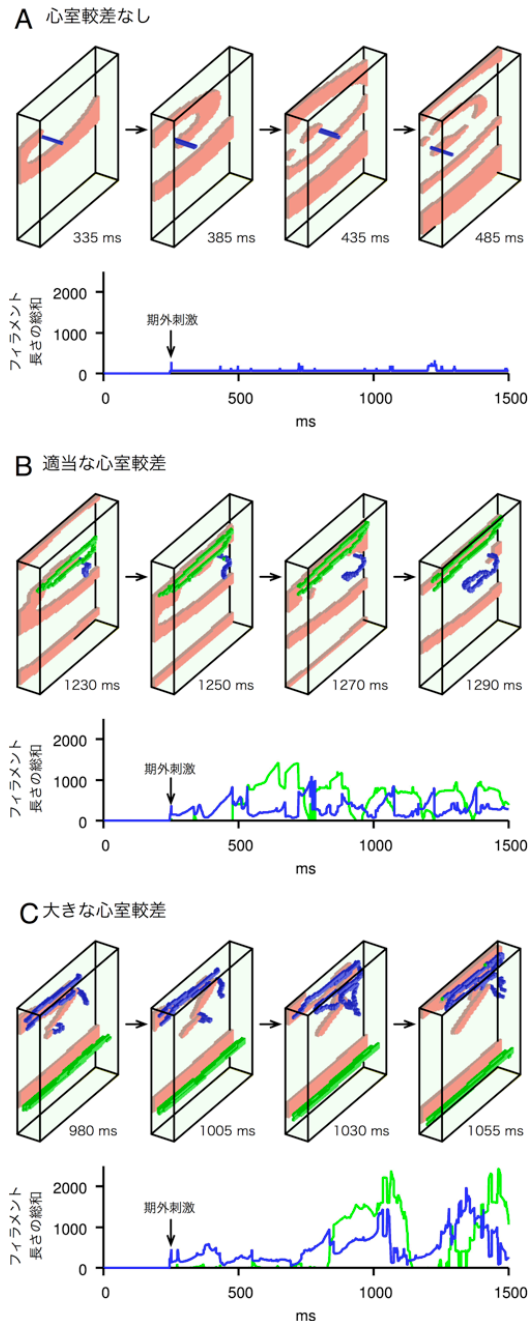 A 心室較差なし
335 ms
385 ms
435 ms
485 ms
フィラメント
長さの総和
2000
1000
0
期外刺激
0
500
1000
1500
ms
B 適当な心室較差
1230 ms
1250 ms
1270 ms
1290 ms
フィラメント
長さの総和
2000
1000
0
期外刺激
0
500
1000
1500
ms
C 大きな心室較差
980 ms
1005 ms
1030 ms
1055 ms
フィラメント
長さの総和
2000
1000
0
期外刺激
0
500
1000
1500
ms